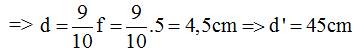 => d = 9/10 f = 9/10 .5 = 4,5cm => d' = 45cm